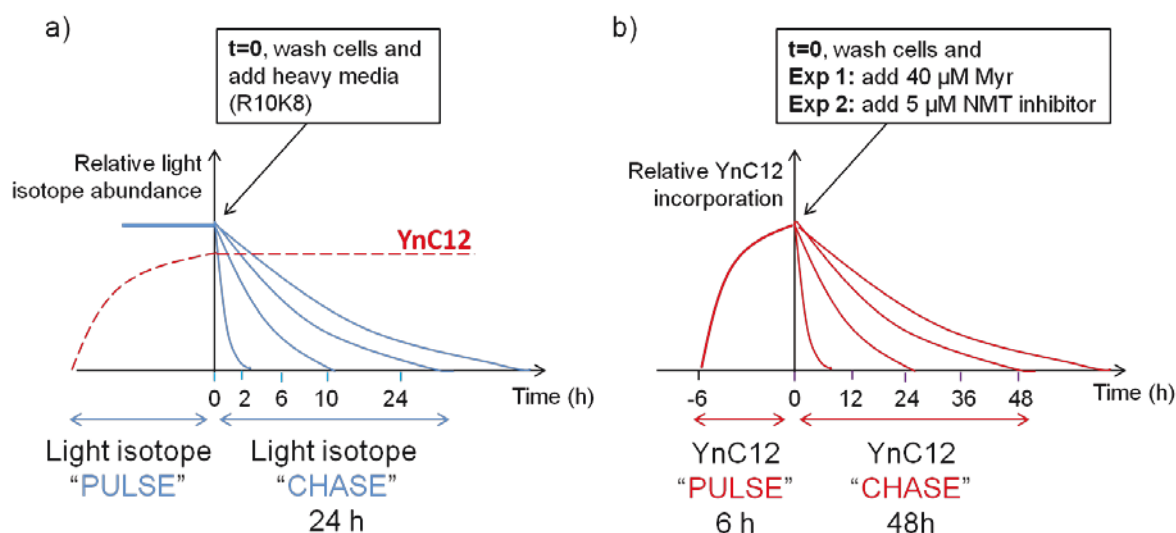 a)
t=0, wash cells and
add heavy media
(R10K8)
Relative light
isotope abundance
YnC12
0 2 6 10 24
Time (h)
Light isotope
“PULSE”
Light isotope
“CHASE”
24 h
b)
t=0, wash cells and
Exp 1: add 40 µM Myr
Exp 2: add 5 µM NMT inhibitor
Relative YnC12
incorporation
-6 0 12 24 36 48
Time (h)
YnC12
“PULSE”
6 h
YnC12
“CHASE”
48h